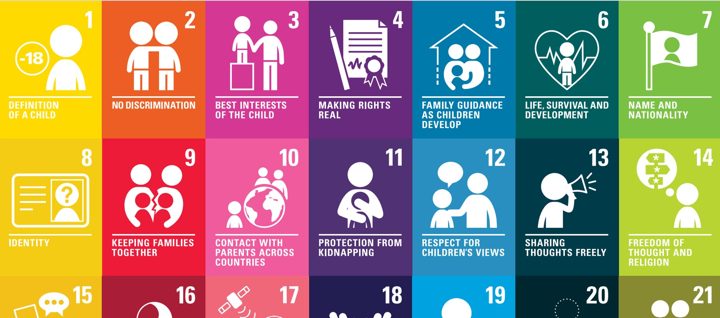 1
-18
DEFINITION
OF A CHILD
2
NO DISCRIMINATION
3
BEST INTERESTS
OF THE CHILD
4
MAKING RIGHTS
REAL
5
FAMILY GUIDANCE
AS CHILDREN
DEVELOP
6
LIFE, SURVIVAL AND
DEVELOPMENT
7
NAME AND
NATIONALITY
8
?
IDENTITY
9
KEEPING FAMILIES
TOGETHER
10
CONTACT WITH
PARENTS ACROSS
COUNTRIES
11
PROTECTION FROM
KIDNAPPING
12
RESPECT FOR
CHILDREN'S VIEWS
13
SHARING
THOUGHTS FREELY
14
FREEDOM OF
THOUGHT AND
RELIGION
15
16
17
18
19
20
21